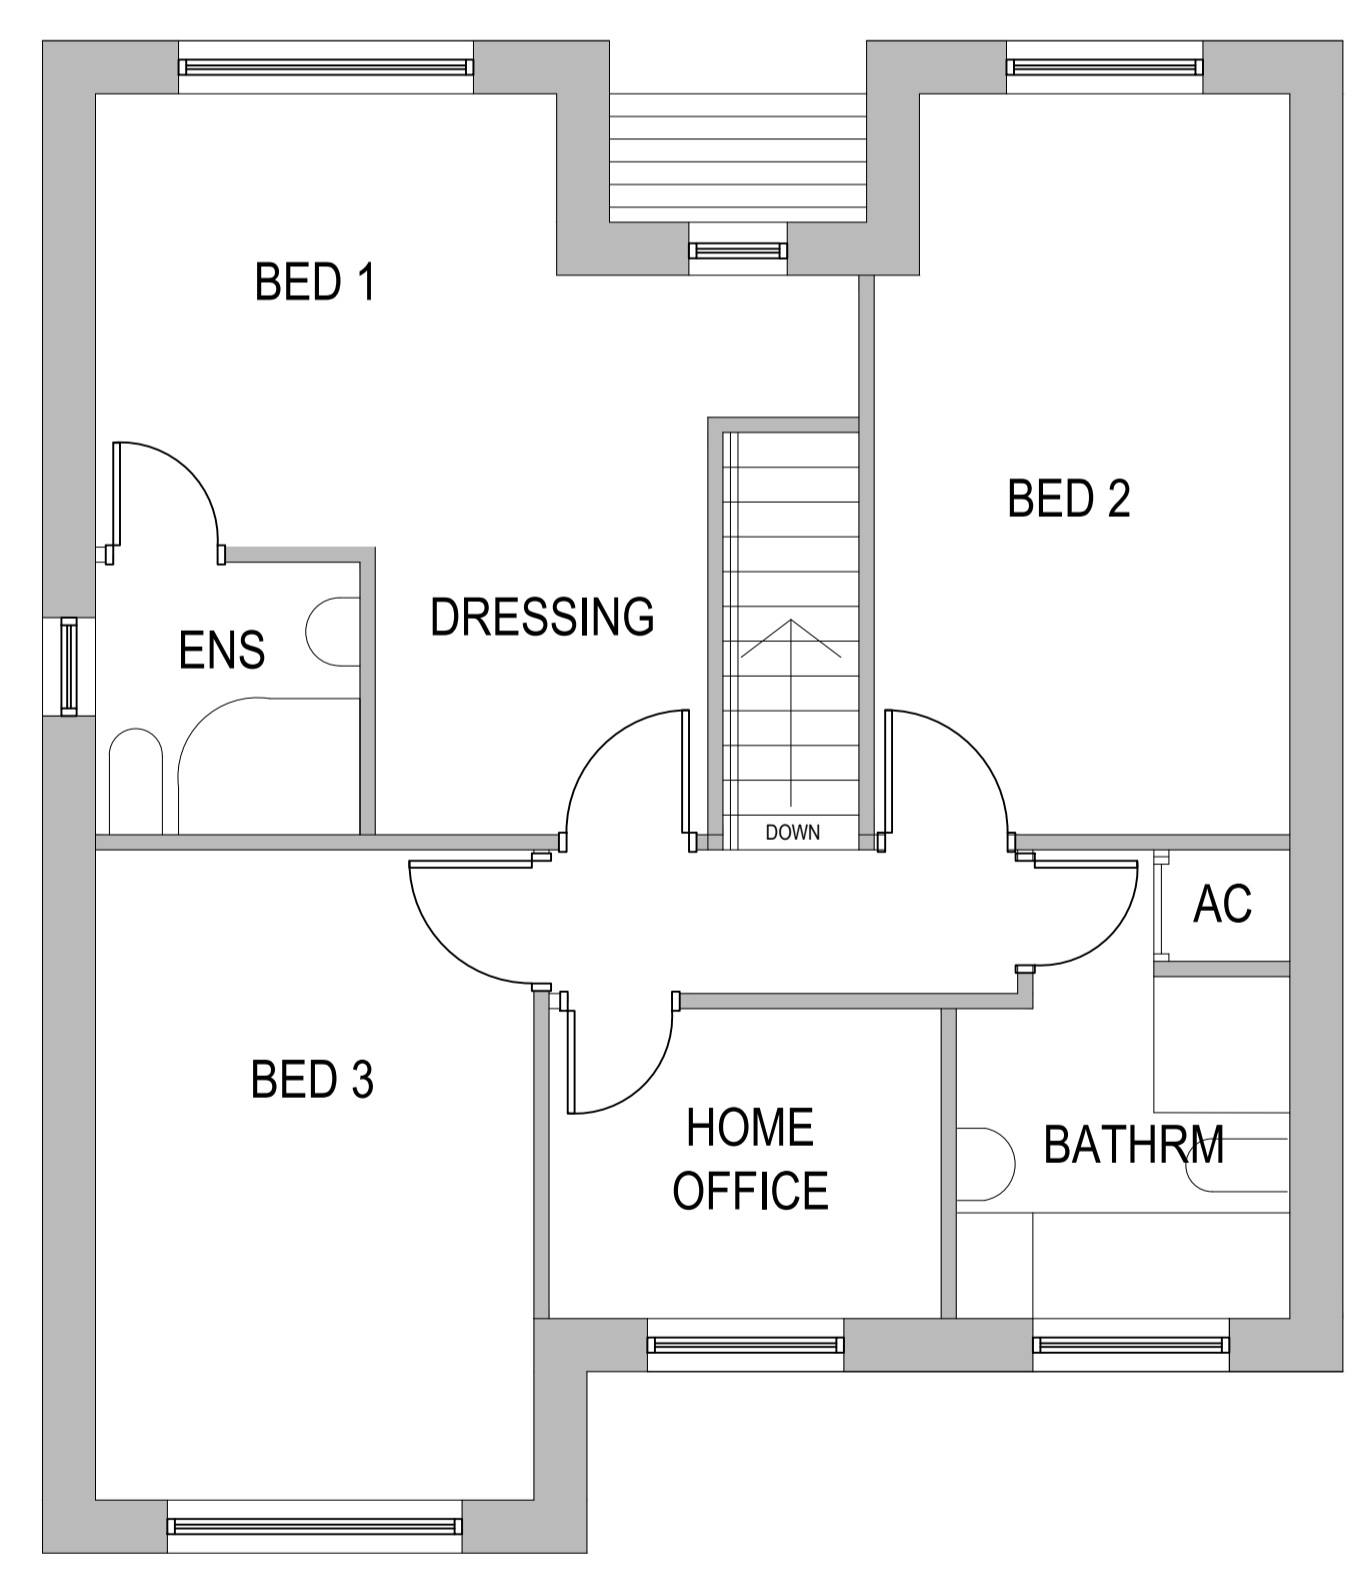 BED 1
BED 2
DRESSING
ENS
DOWN
AC
BED 3
HOME
OFFICE
BATHRM